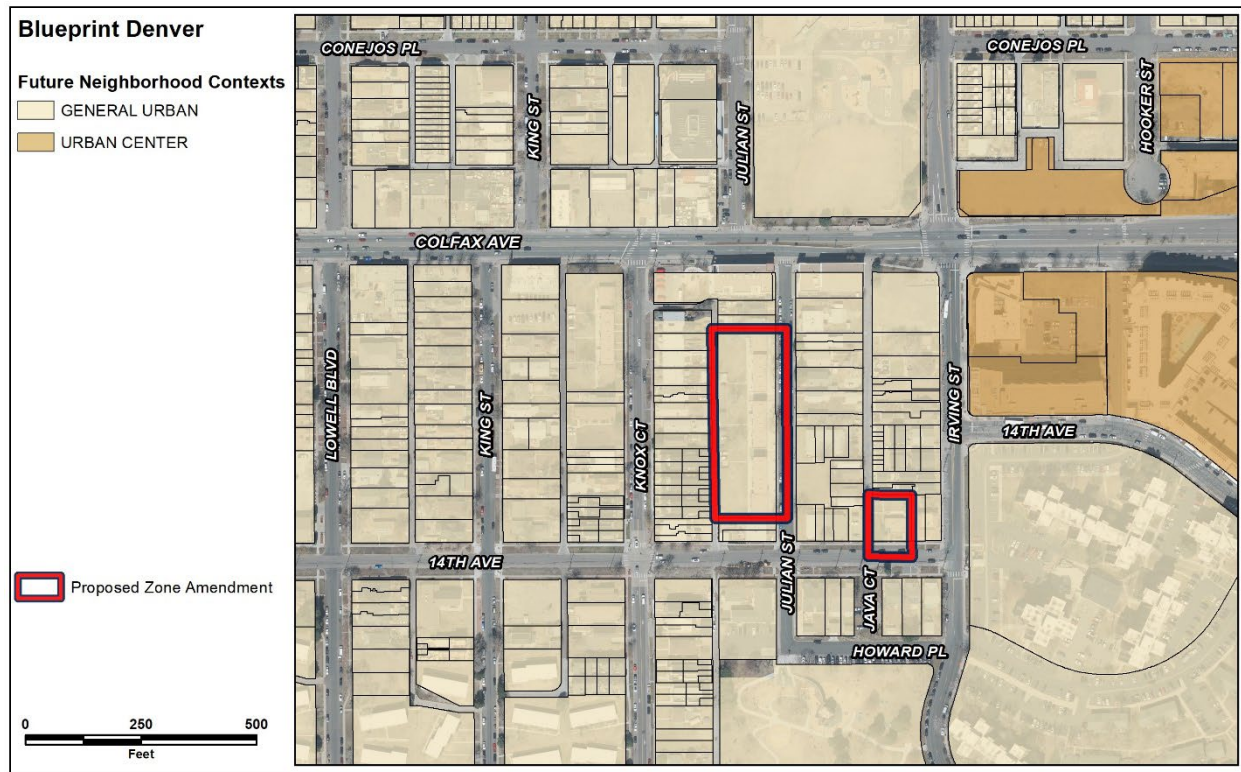 Blueprint Denver
Future Neighborhood Contexts
GENERAL URBAN
URBAN CENTER
Proposed Zone Amendment
0 250 500
Feet
CONEJOS PL
CONEJOS PL
KING ST
JULIAN ST
HOOKER ST
COLFAX AVE
LOWELL BLVD
KING ST
KNOX CT
IRVING ST
14TH AVE
14TH AVE
JULIAN ST
JAVA CT
HOWARD PL